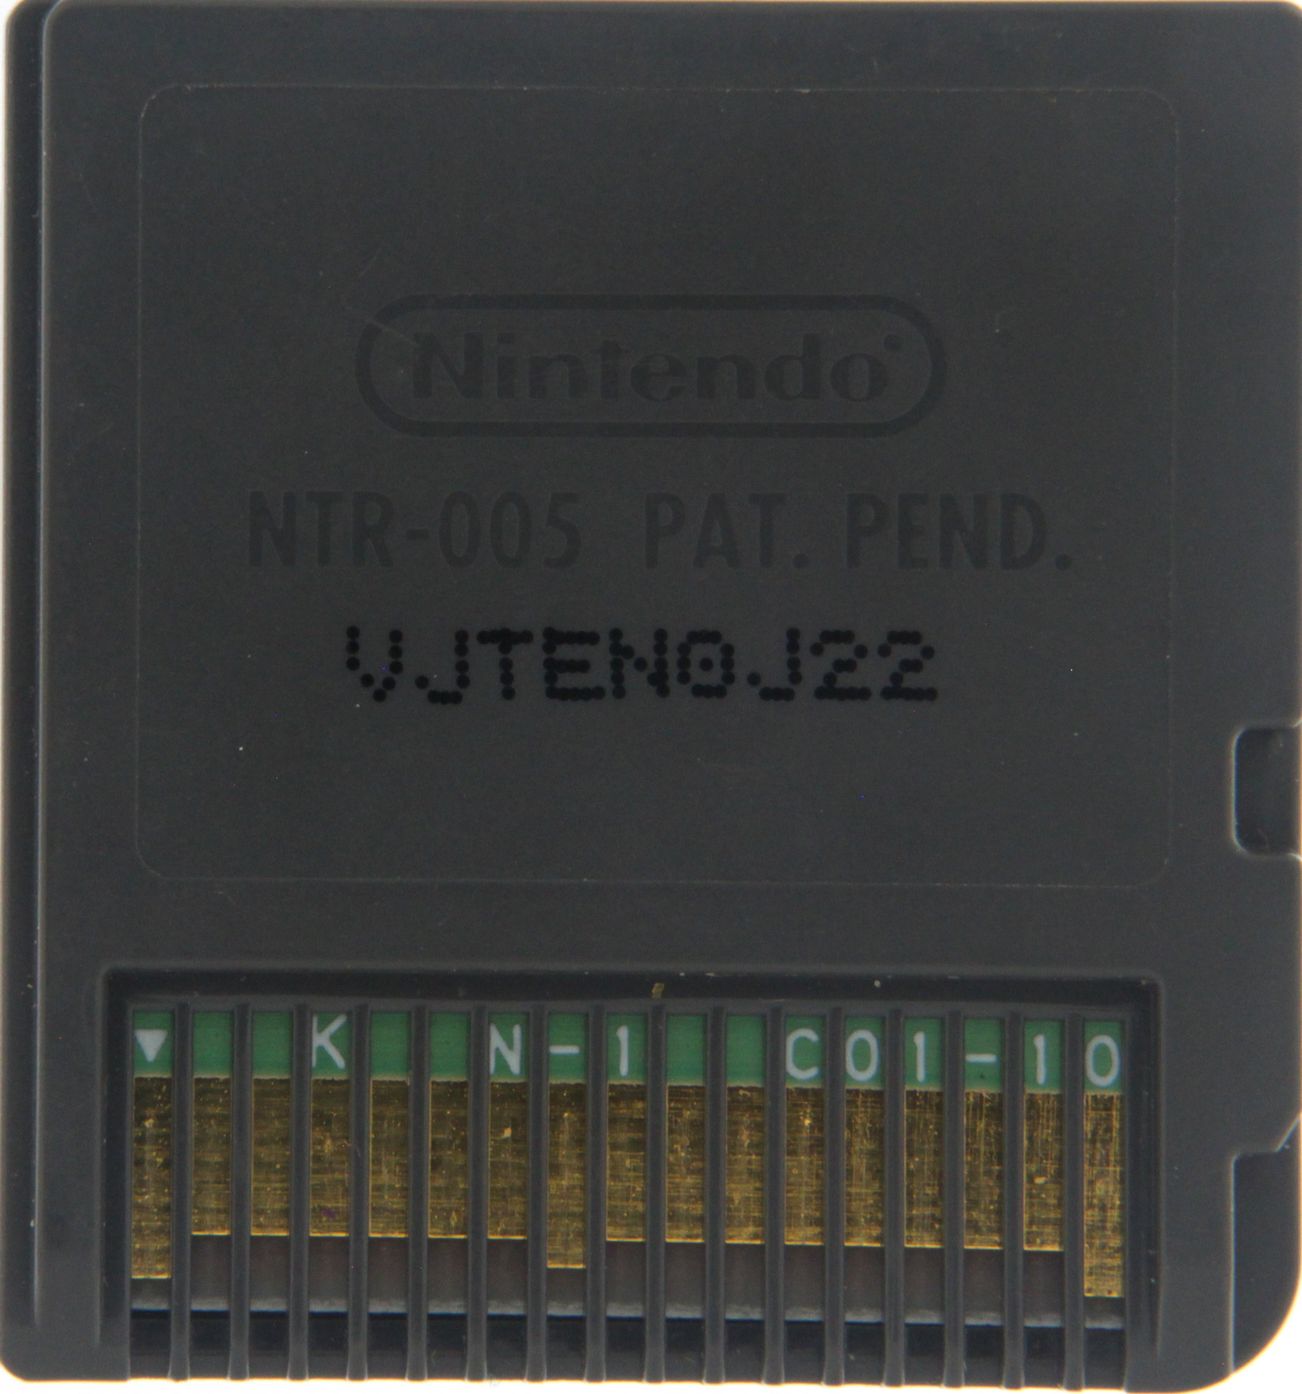 Nintendo
NTR-005 PAT. PEND.
VJTEN0J22
▼ K N-1 C01-10